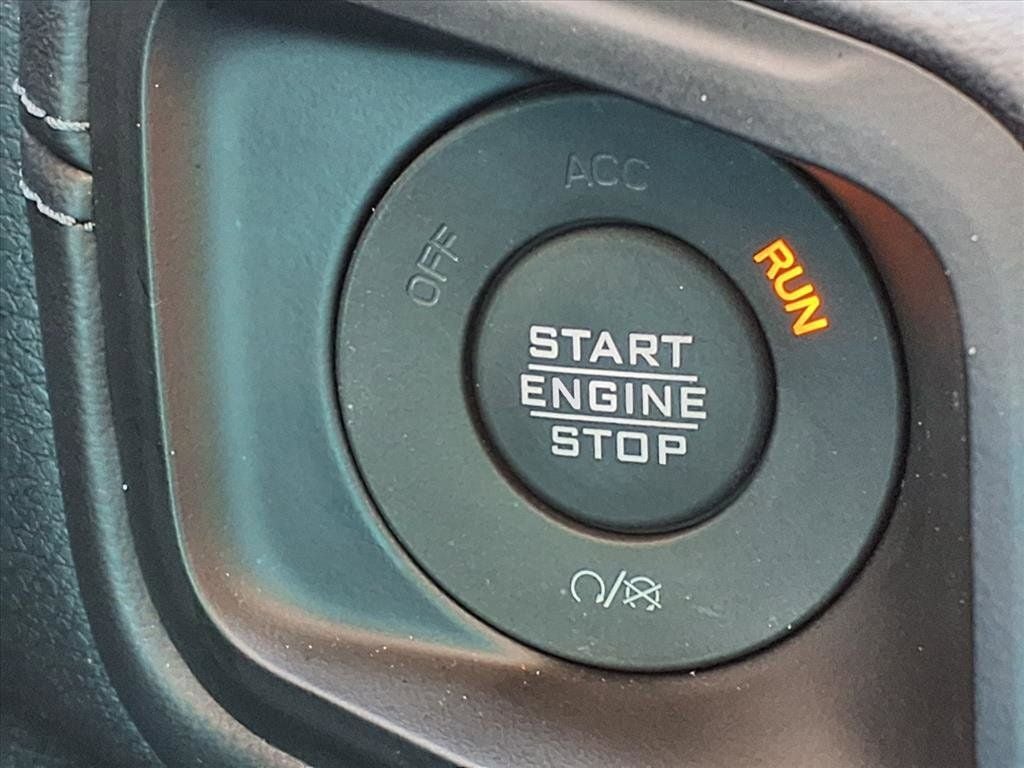 ACC
OFF
RUN
START
ENGINE
STOP